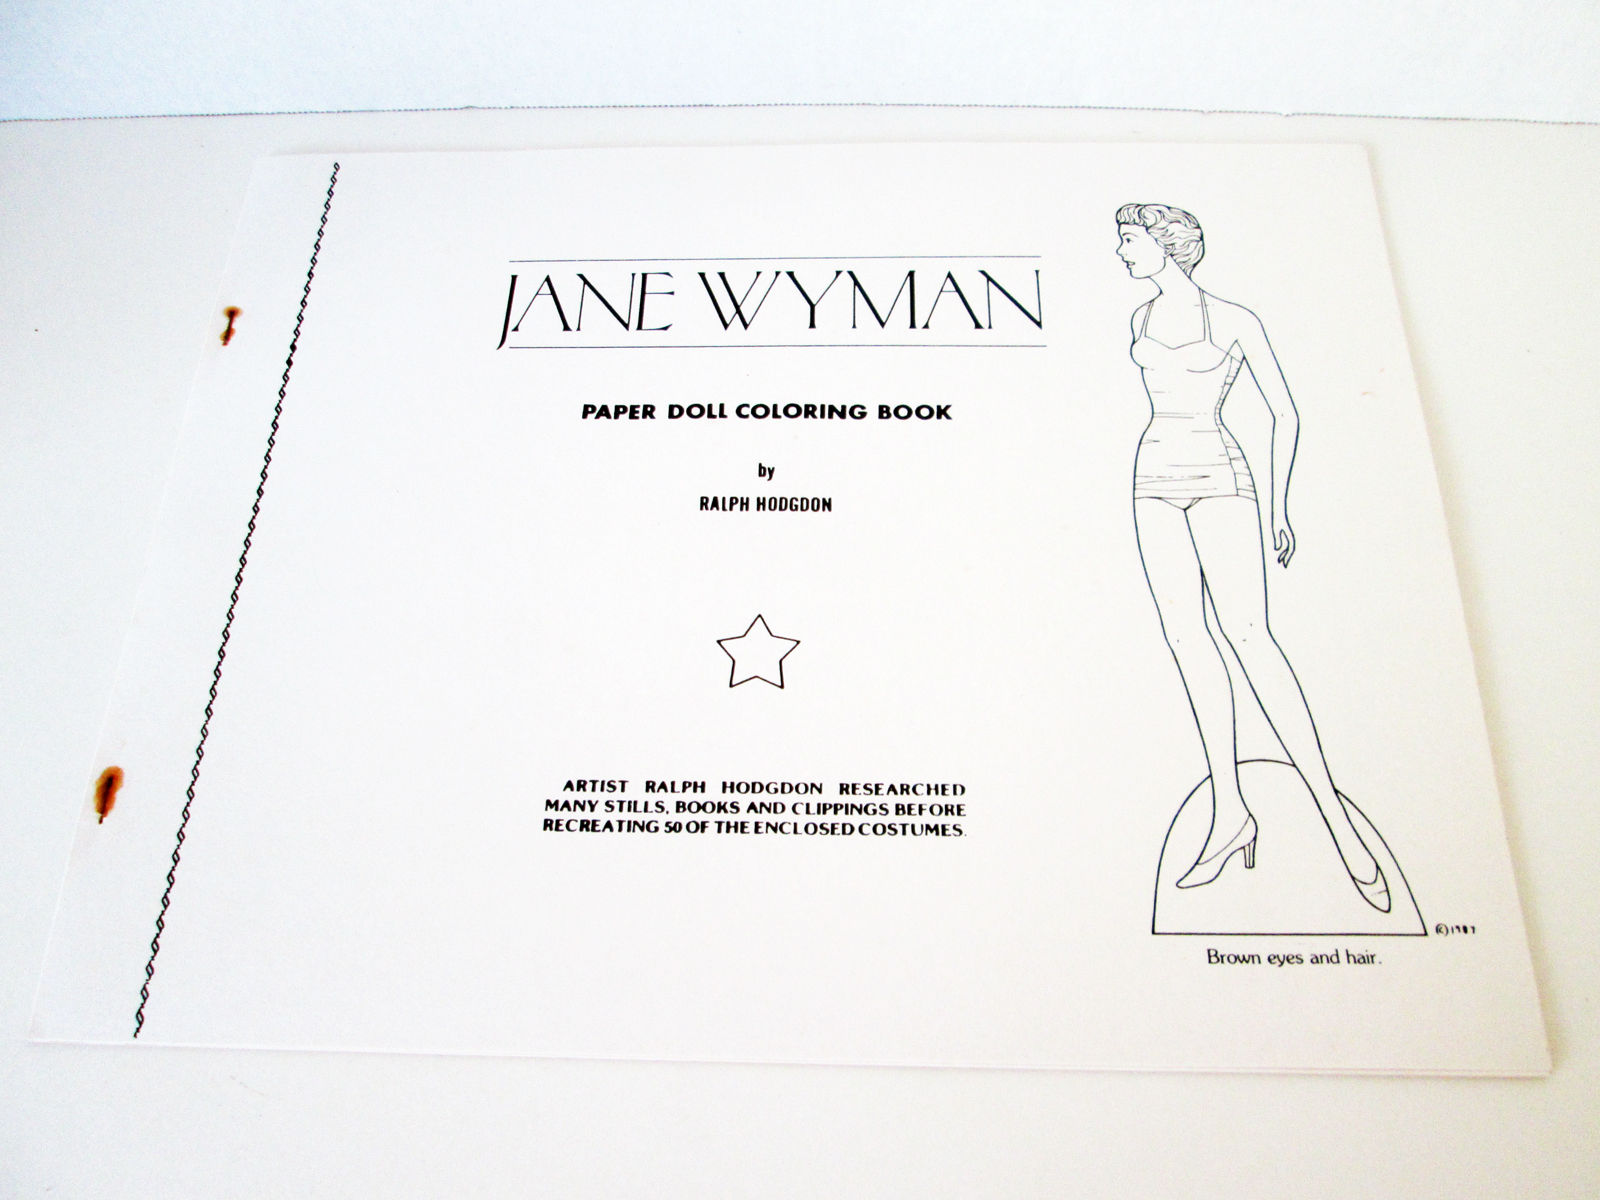 JANE WYMAN
PAPER DOLL COLORING BOOK
by
RALPH HODGDON
ARTIST RALPH HODGDON RESEARCHED
MANY STILLS, BOOKS AND CLIPPINGS BEFORE
RECREATING 50 OF THE ENCLOSED COSTUMES.
©1987
Brown eyes and hair.